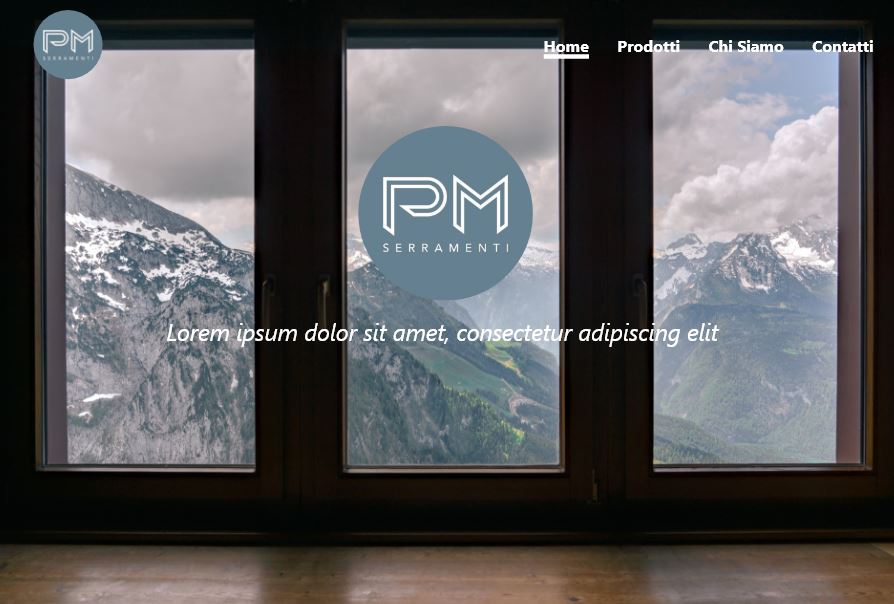 PM
SERRAMENTI
Home
Prodotti
Chi Siamo
Contatti
PM
SERRAMENTI
Lorem ipsum dolor sit amet, consectetur adipiscing elit